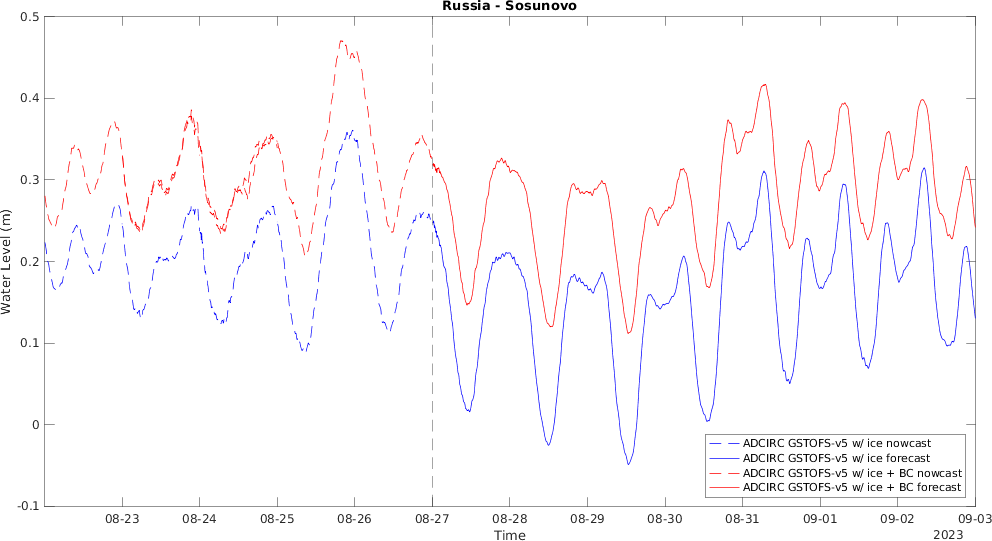 Russia - Sosunovo
0.5
0.4
0.3
0.2
0.1
0
-0.1
Water Level (m)
08-23 08-24 08-25 08-26 08-27 08-28 08-29 08-30 08-31 09-01 09-02 09-03
Time
2023
ADCIRC GSTOFS-v5 w/ ice nowcast
ADCIRC GSTOFS-v5 w/ ice forecast
ADCIRC GSTOFS-v5 w/ ice + BC nowcast
ADCIRC GSTOFS-v5 w/ ice + BC forecast